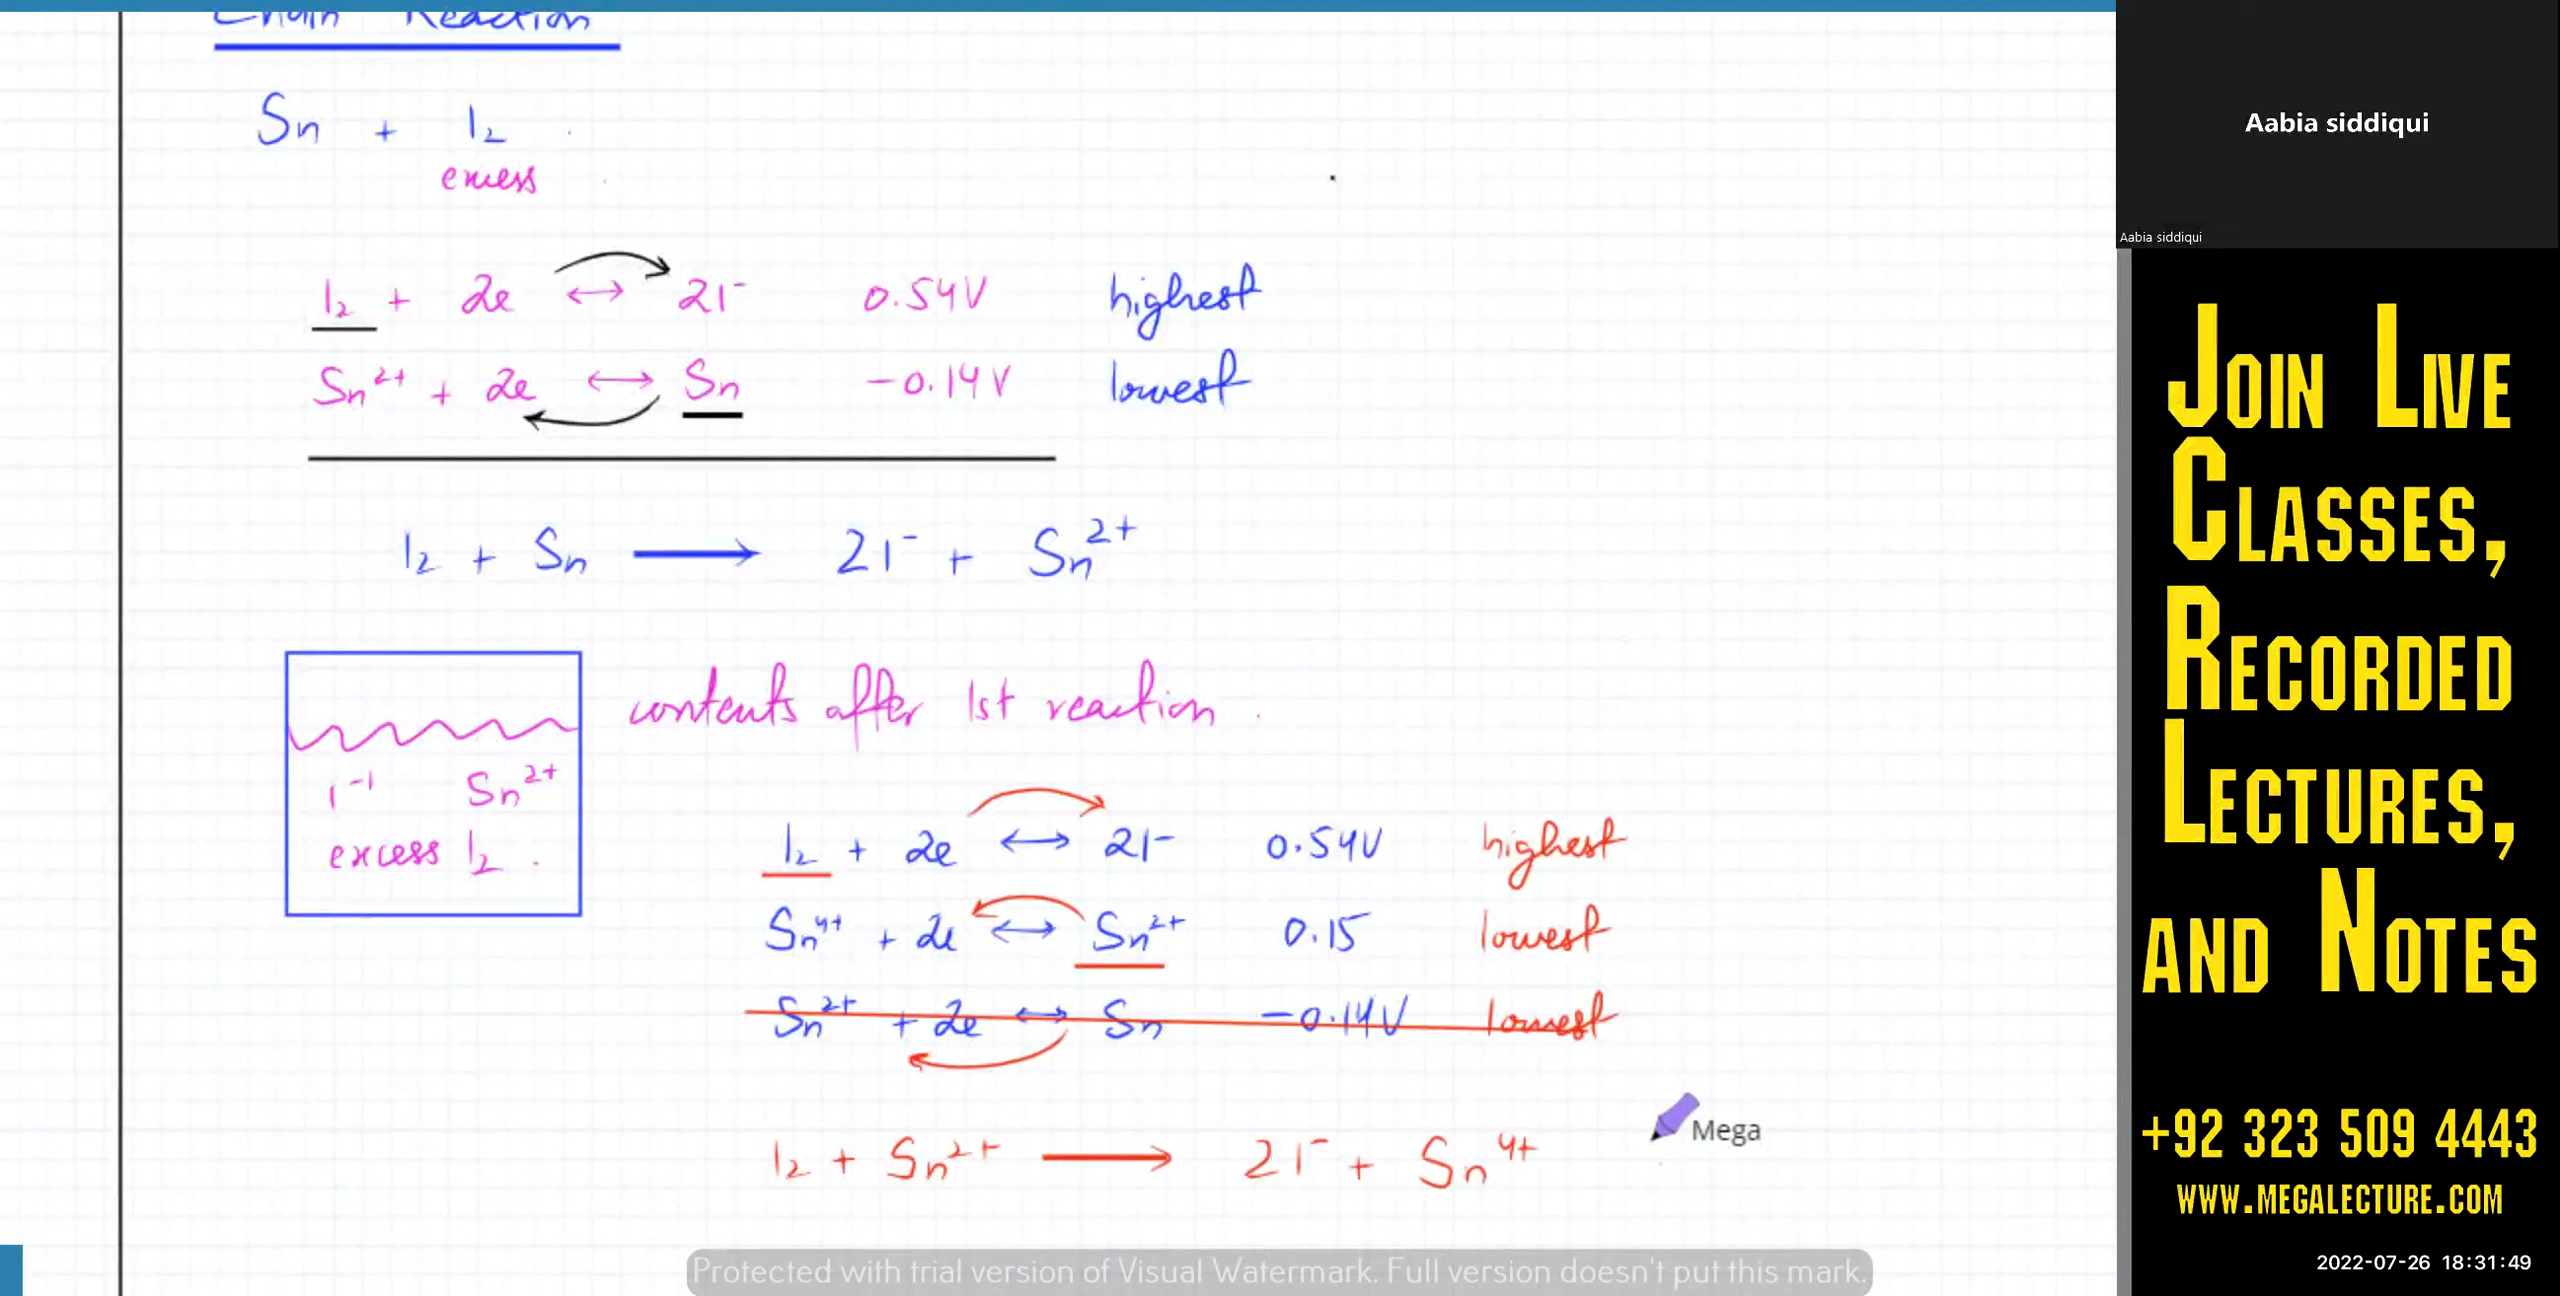 Chain Reaction
Sn + I₂
excess
I₂ + 2e ↔ 2I⁻ 0.54V highest
Sn²⁺ + 2e ↔ Sn -0.14V lowest
I₂ + Sn ⟶ 2I⁻ + Sn²⁺
contents after 1st reaction.
I⁻¹ Sn²⁺
excess I₂.
I₂ + 2e ↔ 2I⁻ 0.54V highest
Sn⁴⁺ + 2e ↔ Sn²⁺ 0.15 lowest
Sn²⁺ + 2e ↔ Sn -0.14V lowest
I₂ + Sn²⁺ ⟶ 2I⁻ + Sn⁴⁺
Mega
Protected with trial version of Visual Watermark. Full version doesn't put this mark.
Aabia siddiqui
Aabia siddiqui
JOIN LIVE
CLASSES,
RECORDED
LECTURES,
AND NOTES
+92 323 509 4443
WWW.MEGALECTURE.COM
2022-07-26 18:31:49